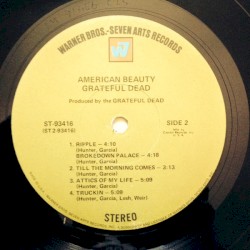 WARNER BROS.-SEVEN ARTS RECORDS
W7
AMERICAN BEAUTY
GRATEFUL DEAD
Produced by the GRATEFUL DEAD
ST-93416
(ST 2-93416)
SIDE 2
1. RIPPLE – 4:10
(Hunter, Garcia)
BROKEDOWN PALACE – 4:18
(Hunter, Garcia)
2. TILL THE MORNING COMES – 3:13
(Hunter, Garcia)
3. ATTICS OF MY LIFE – 5:09
(Hunter, Garcia)
4. TRUCKIN – 5:09
(Hunter, Garcia, Lesh, Weir)
STEREO